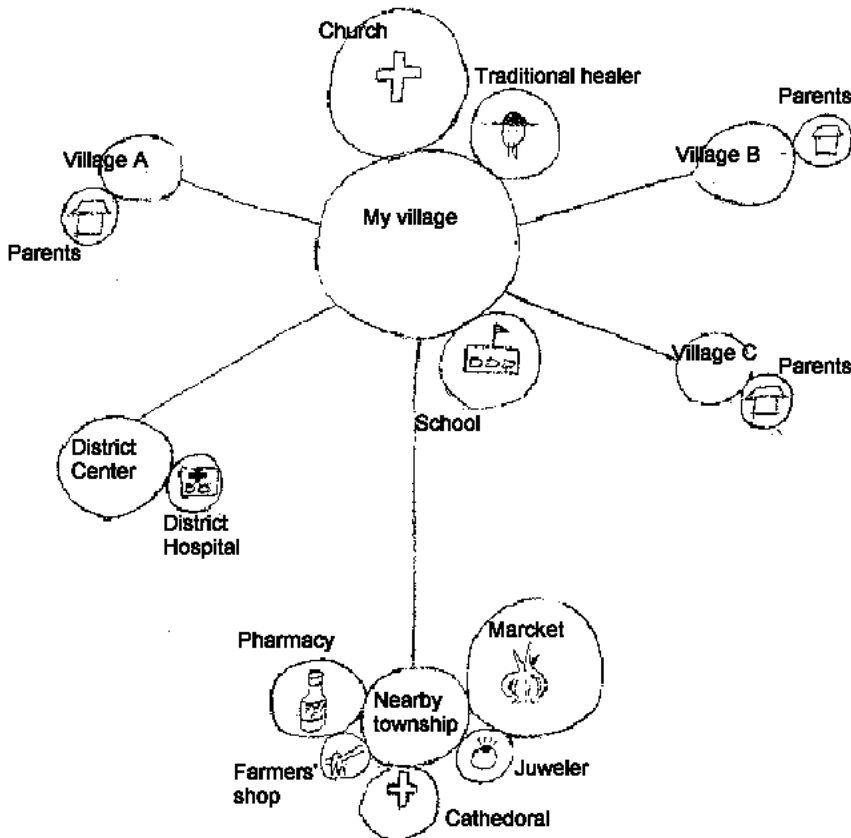 Church
Traditional healer
Parents
Village A
Village B
My village
Parents
Village C
Parents
School
District
Center
District
Hospital
Marcket
Pharmacy
Nearby
township
Farmers'
shop
Juweler
Cathedoral